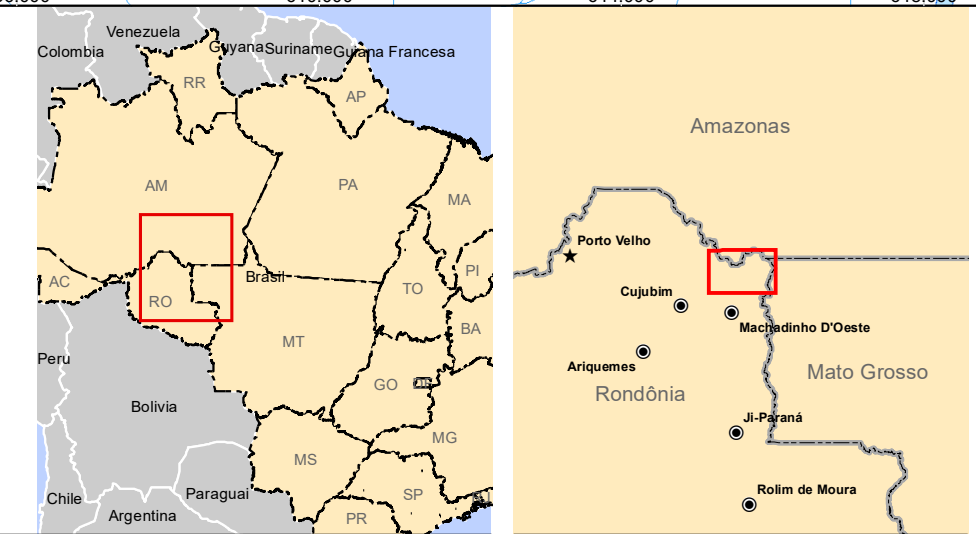 Venezuela
Colombia
Guyana
Suriname
Guiana Francesa
RR
AP
AM
PA
MA
AC
RO
Brasil
TO
PI
BA
MT
Peru
GO
DF
Bolivia
MG
MS
SP
Chile
Paraguai
Argentina
PR
Amazonas
Porto Velho
Cujubim
Machadinho D'Oeste
Ariquemes
Rondônia
Mato Grosso
Ji-Paraná
Rolim de Moura